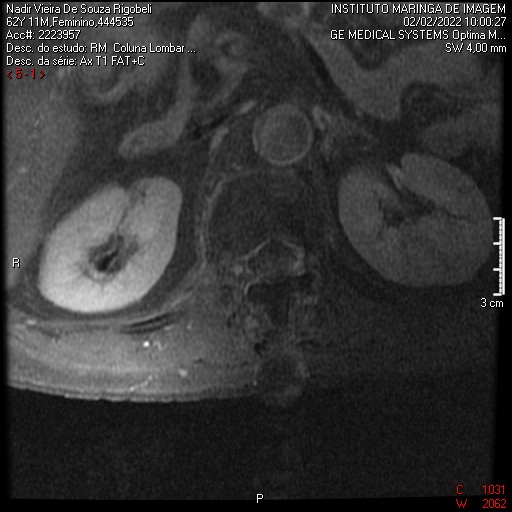 Nadir Vieira De Souza Rigobeli
62Y 11M,Feminino,444535
Acc#: 2223957
Desc. do estudo: RM  Coluna Lombar ...
Desc. da série: Ax T1 FAT+C
< 5 - 1 >
INSTITUTO MARINGA DE IMAGEM
02/02/2022 10:00:27
GE MEDICAL SYSTEMS Optima M...
SW 4,00 mm
R
3 cm
P
C 1031
W 2062